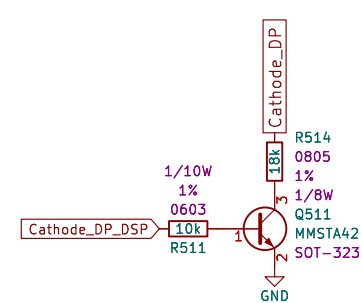 Cathode_DP
R514
18k
0805
1%
1/8W
3
Q511
MMSTA42
SOT-323
1/10W
1%
0603
Cathode_DP_DSP
10k
R511
1
2
GND